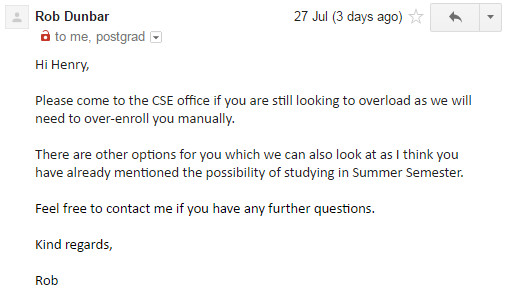 Rob Dunbar 27 Jul (3 days ago)
to me, postgrad
Hi Henry,
Please come to the CSE office if you are still looking to overload as we will
need to over-enroll you manually.
There are other options for you which we can also look at as I think you
have already mentioned the possibility of studying in Summer Semester.
Feel free to contact me if you have any further questions.
Kind regards,
Rob